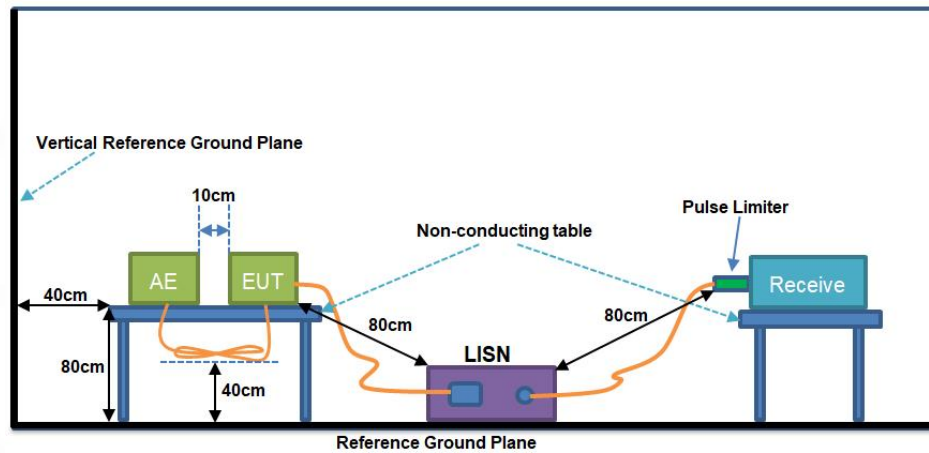 Vertical Reference Ground Plane
10cm
Pulse Limiter
Non-conducting table
AE
EUT
Receive
40cm
80cm
80cm
LISN
80cm
40cm
Reference Ground Plane